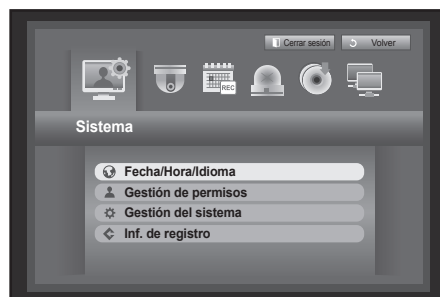 Cerrar sesión Volver
REC
Sistema
Fecha/Hora/Idioma
Gestión de permisos
Gestión del sistema
Inf. de registro